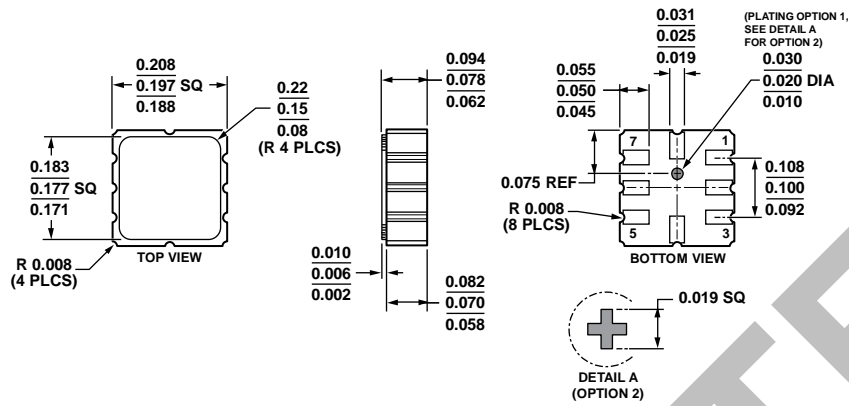 0.208
0.197 SQ
0.188
0.22
0.15
0.08
(R 4 PLCS)
0.183
0.177 SQ
0.171
R 0.008
(4 PLCS)
TOP VIEW
0.094
0.078
0.062
0.010
0.006
0.002
0.082
0.070
0.058
0.031
0.025
0.019
(PLATING OPTION 1,
SEE DETAIL A
FOR OPTION 2)
0.030
0.020 DIA
0.010
0.055
0.050
0.045
7
1
0.075 REF
0.108
0.100
0.092
R 0.008
(8 PLCS)
5
3
BOTTOM VIEW
0.019 SQ
DETAIL A
(OPTION 2)